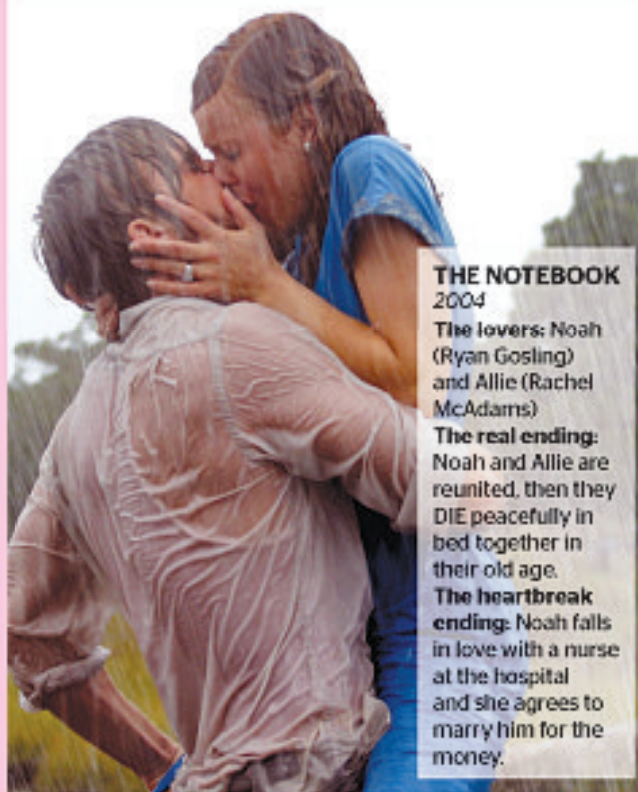 THE NOTEBOOK
2004
The lovers: Noah
(Ryan Gosling)
and Allie (Rachel
McAdams)
The real ending:
Noah and Allie are
reunited, then they
DIE peacefully in
bed together in
their old age.
The heartbreak
ending: Noah falls
in love with a nurse
at the hospital
and she agrees to
marry him for the
money.